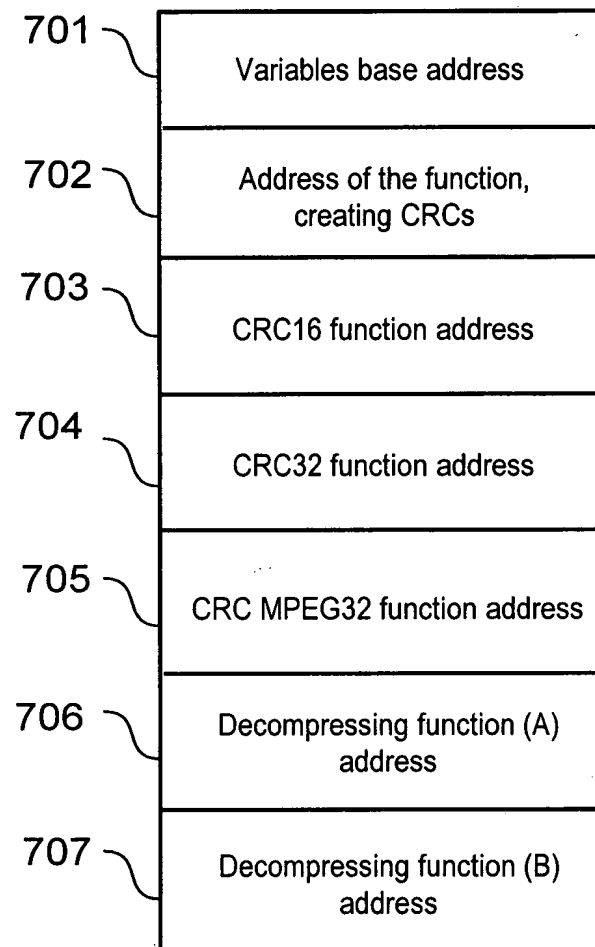 701
Variables base address
702
Address of the function,
creating CRCs
703
CRC16 function address
704
CRC32 function address
705
CRC MPEG32 function address
706
Decompressing function (A)
address
707
Decompressing function (B)
address